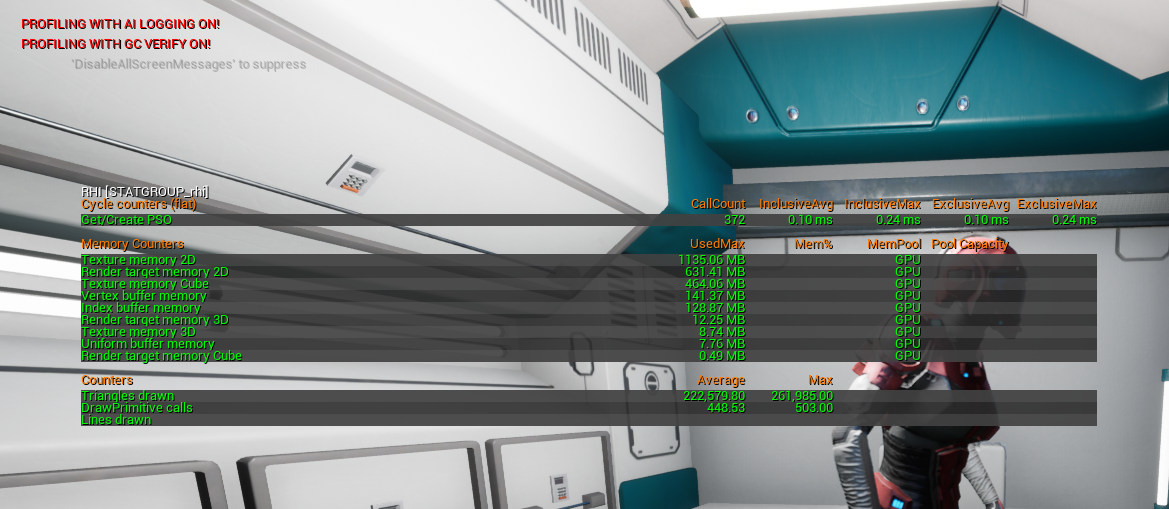 PROFILING WITH AI LOGGING ON!
PROFILING WITH GC VERIFY ON!
'DisableAllScreenMessages' to suppress
RHI [STATGROUP_rhi]
Cycle counters (flat) CallCount InclusiveAvg InclusiveMax ExclusiveAvg ExclusiveMax
Get/Create PSO 372 0.10 ms 0.24 ms 0.10 ms 0.24 ms
Memory Counters UsedMax Mem% MemPool Pool Capacity
Texture memory 2D 1135.06 MB GPU
Render target memory 2D 631.41 MB GPU
Texture memory Cube 464.06 MB GPU
Vertex buffer memory 141.37 MB GPU
Index buffer memory 128.87 MB GPU
Render target memory 3D 12.25 MB GPU
Texture memory 3D 8.74 MB GPU
Uniform buffer memory 7.76 MB GPU
Render target memory Cube 0.49 MB GPU
Counters Average Max
Triangles drawn 222,579.80 261,985.00
DrawPrimitive calls 448.53 503.00
Lines drawn